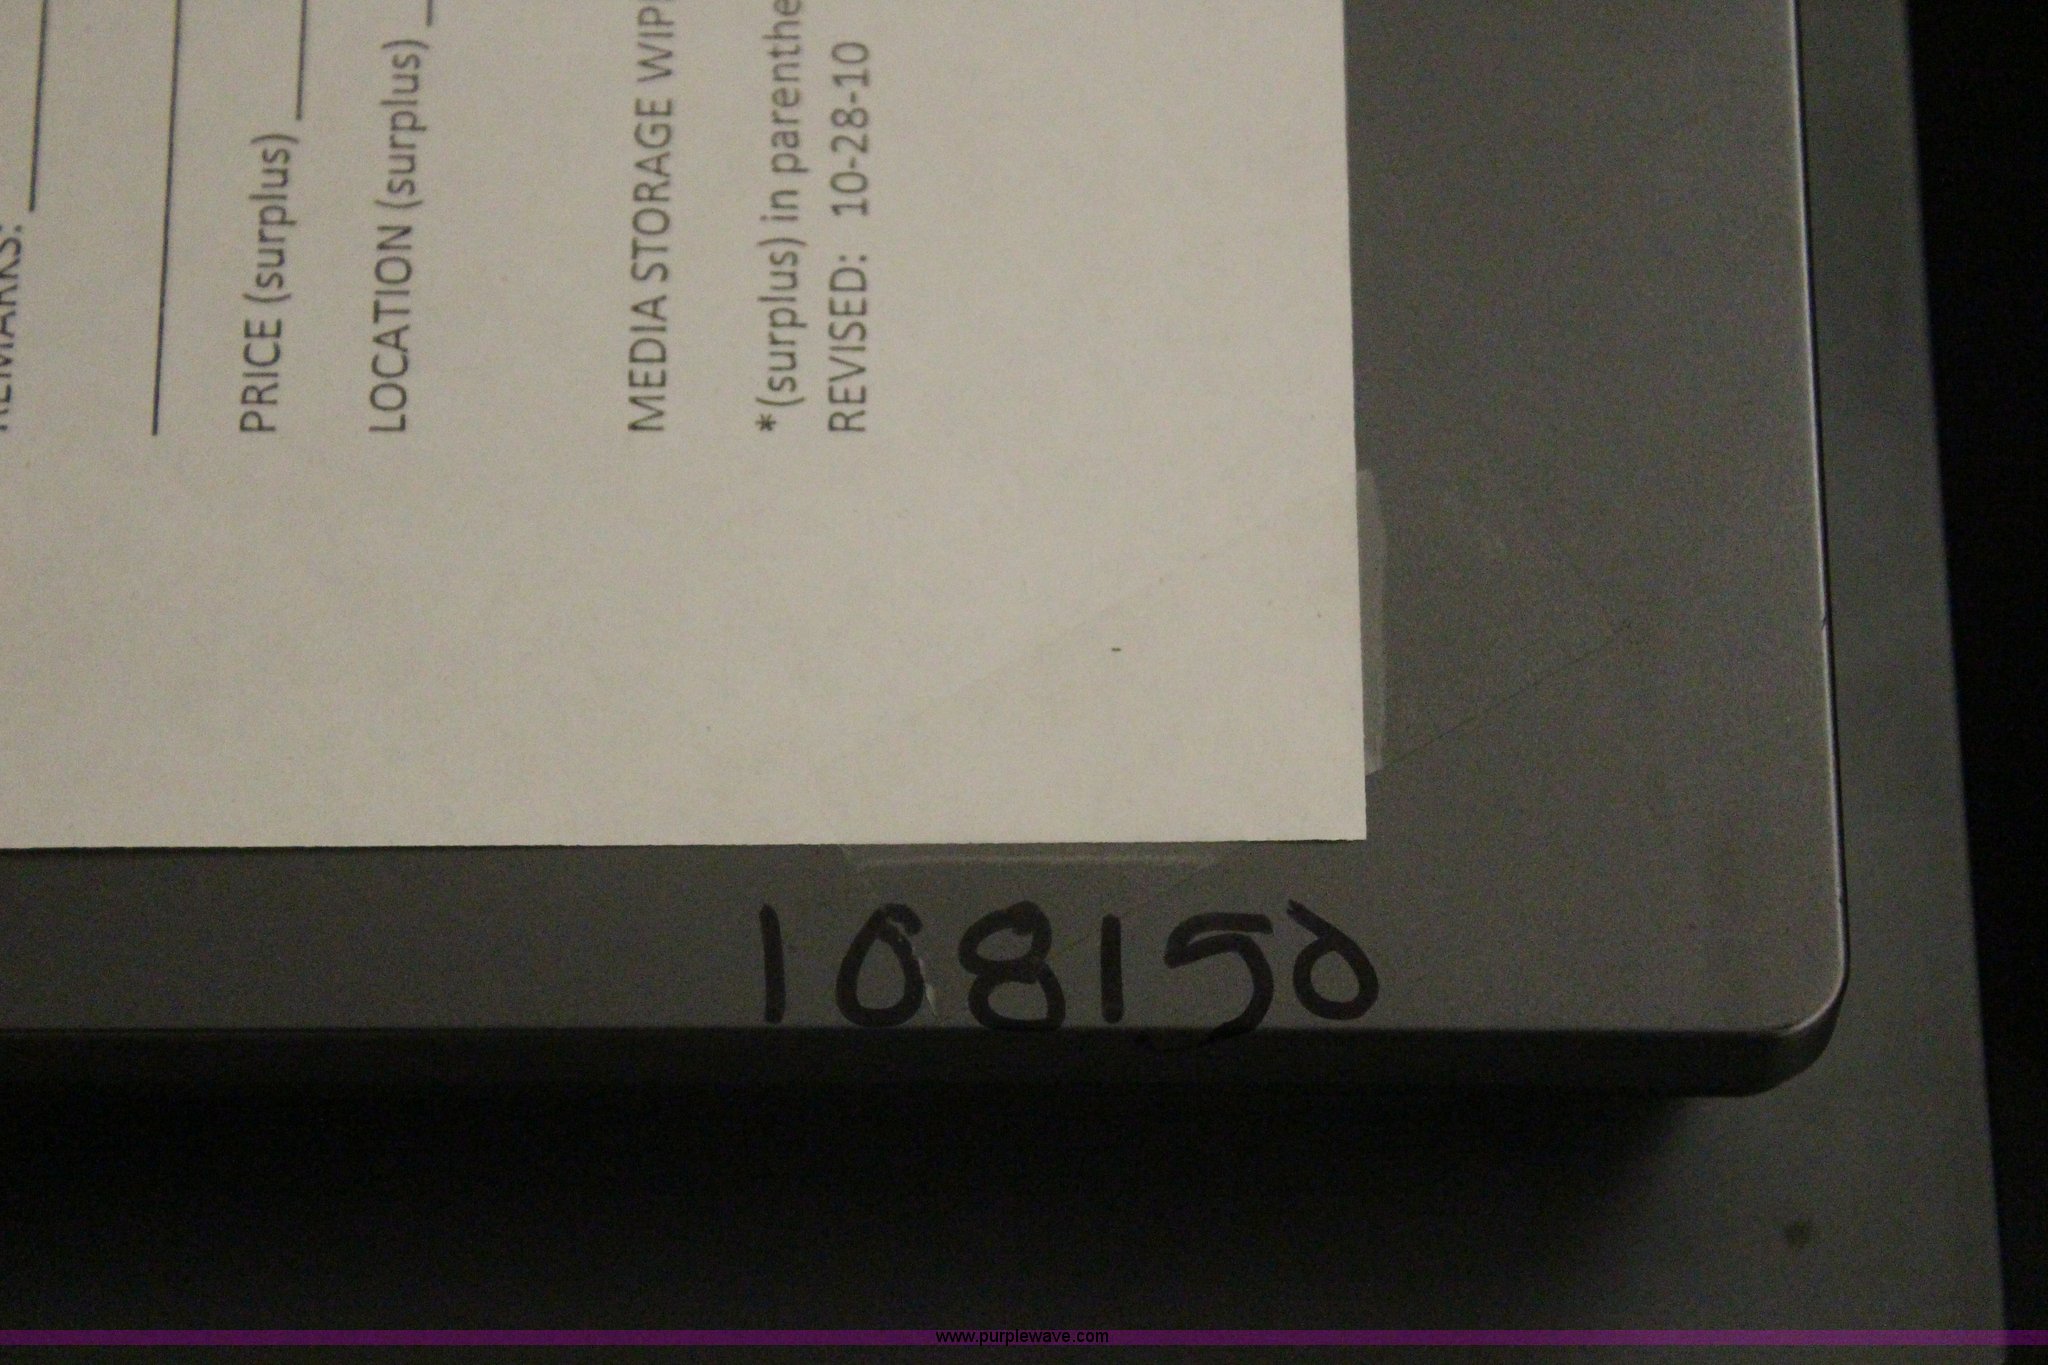 REMARKS:
PRICE (surplus)
LOCATION (surplus)
MEDIA STORAGE WIP
*(surplus) in parenthe
REVISED: 10-28-10
108150
www.purplewave.com